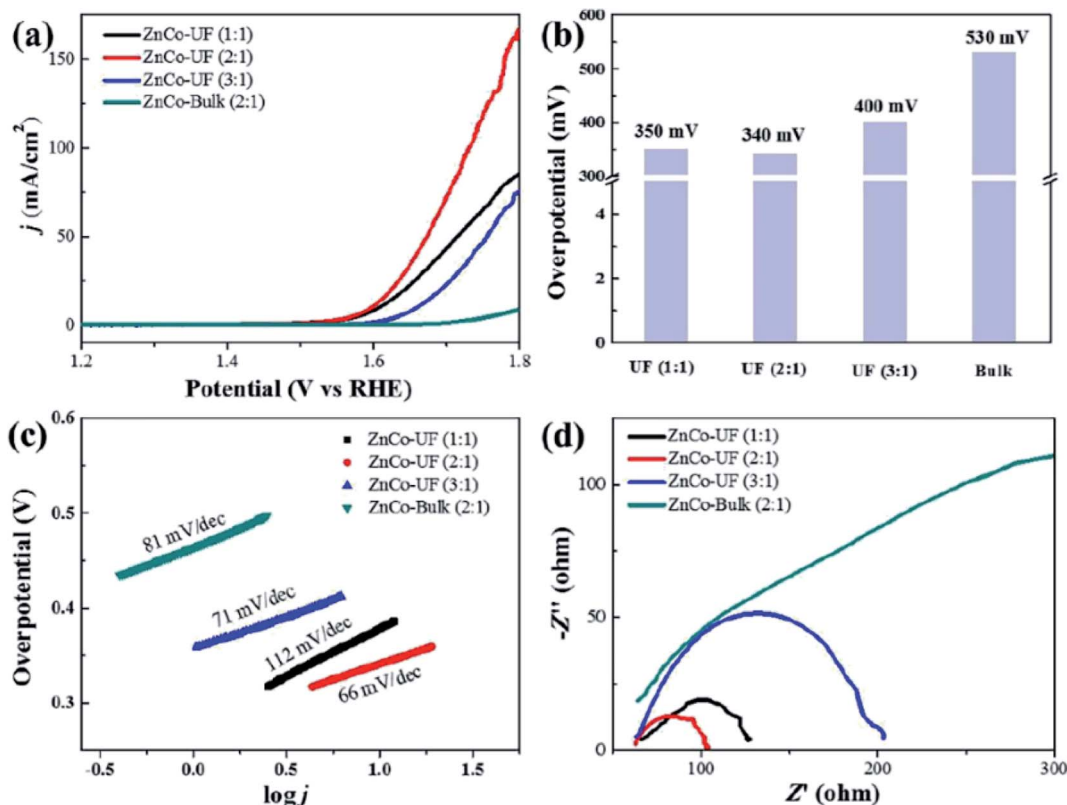 (a)
ZnCo-UF (1:1)
ZnCo-UF (2:1)
ZnCo-UF (3:1)
ZnCo-Bulk (2:1)
150
100
50
0
j (mA/cm²)
1.2
1.4
1.6
1.8
Potential (V vs RHE)
(b)
600
500
400
300
4
2
0
Overpotential (mV)
350 mV
340 mV
400 mV
530 mV
UF (1:1)
UF (2:1)
UF (3:1)
Bulk
(c)
ZnCo-UF (1:1)
ZnCo-UF (2:1)
ZnCo-UF (3:1)
ZnCo-Bulk (2:1)
0.6
0.5
0.4
0.3
Overpotential (V)
81 mV/dec
71 mV/dec
112 mV/dec
66 mV/dec
-0.5
0.0
0.5
1.0
1.5
log j
(d)
ZnCo-UF (1:1)
ZnCo-UF (2:1)
ZnCo-UF (3:1)
ZnCo-Bulk (2:1)
100
50
0
-Z'' (ohm)
100
200
300
Z' (ohm)